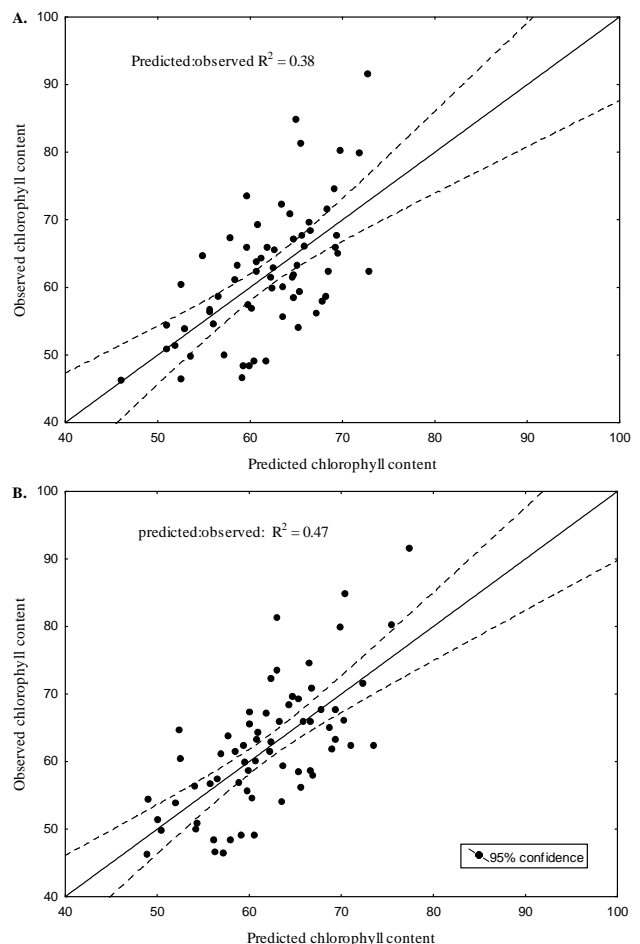 A.
Predicted:observed R² = 0.38
Observed chlorophyll content
100
90
80
70
60
50
40
40 50 60 70 80 90 100
Predicted chlorophyll content
B.
predicted:observed: R² = 0.47
Observed chlorophyll content
100
90
80
70
60
50
40
95% confidence
40 50 60 70 80 90 100
Predicted chlorophyll content